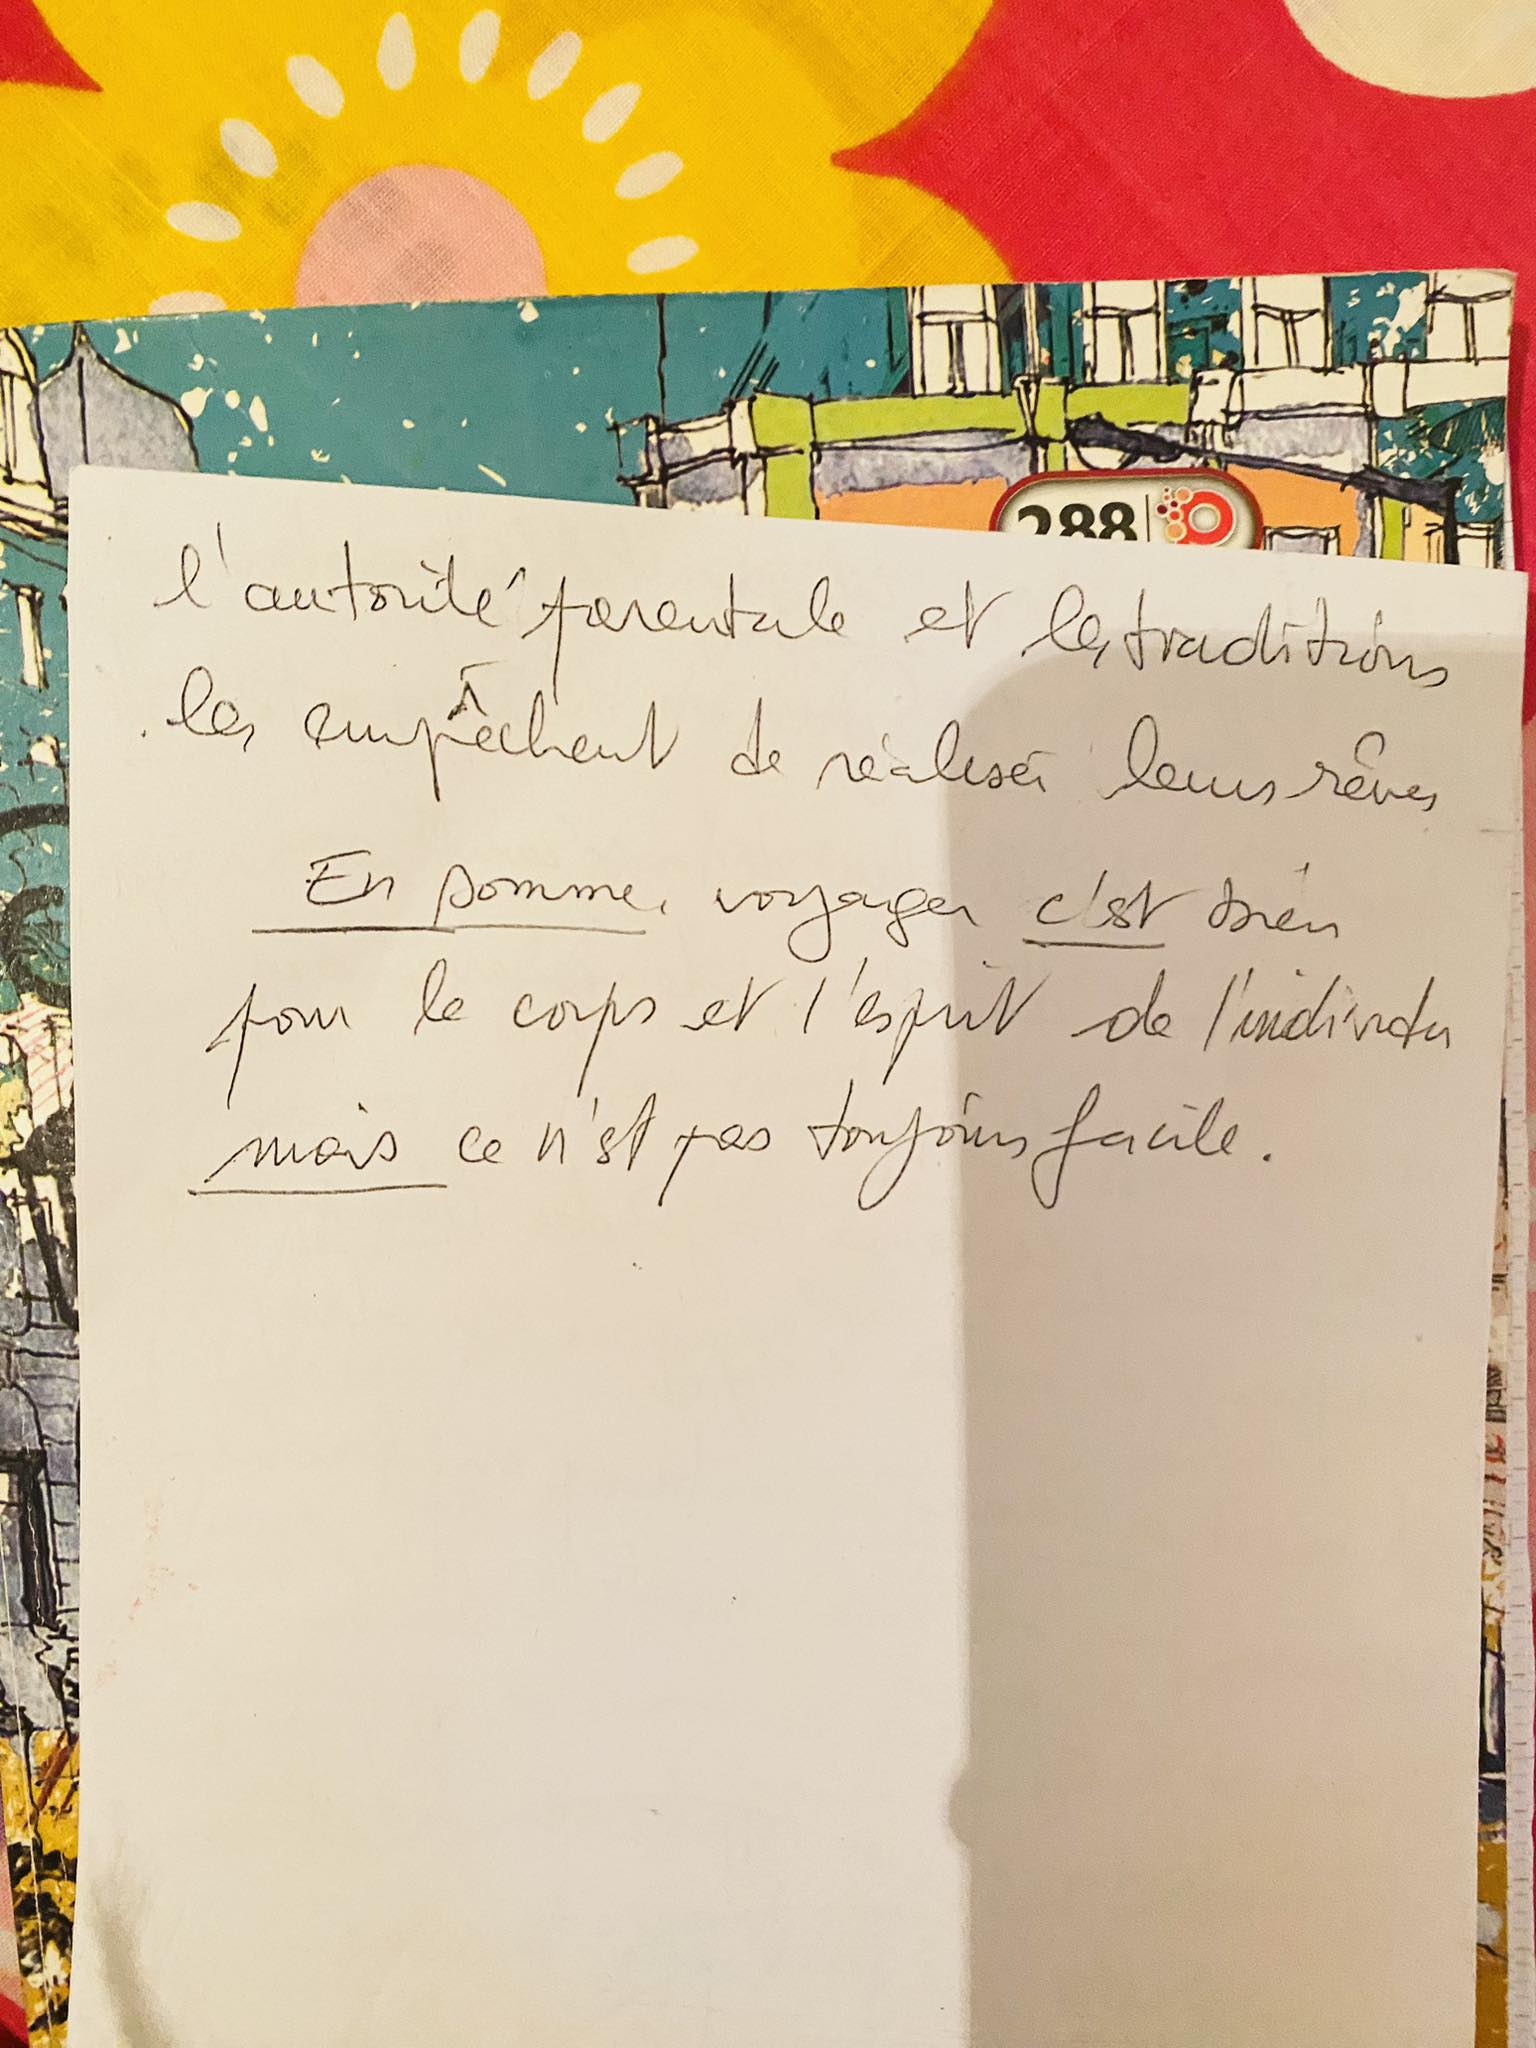 288
l'autorité parentale et les traditions
les empêchent de réaliser leurs rêves
En somme, voyager c'est bien
pour le corps et l'esprit de l'individu
mais ce n'est pas toujours facile.